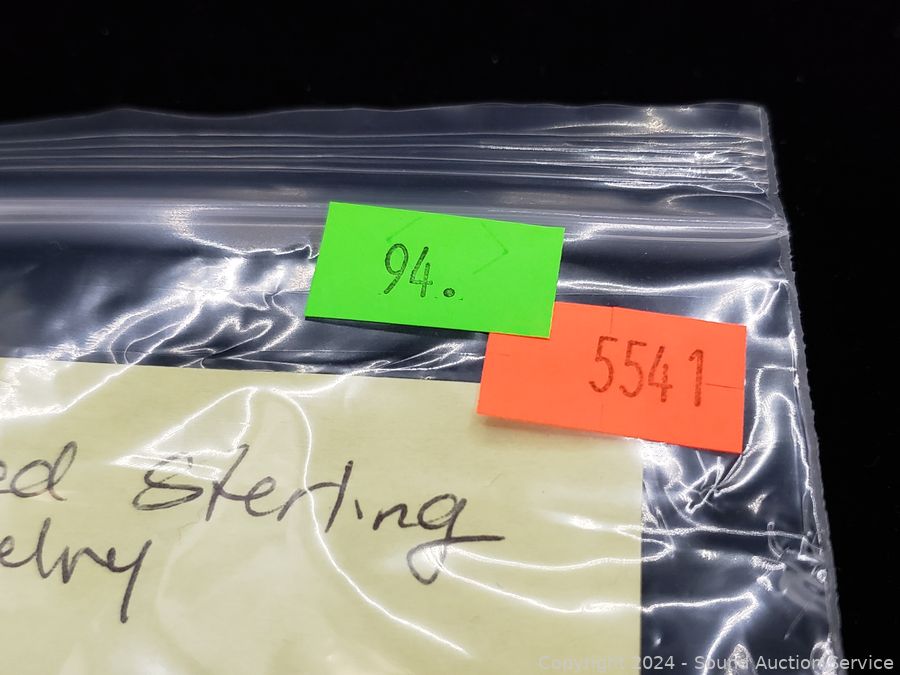 94.
5541
ed Sterling
elry
Copyright 2024 - Sound Auction Service